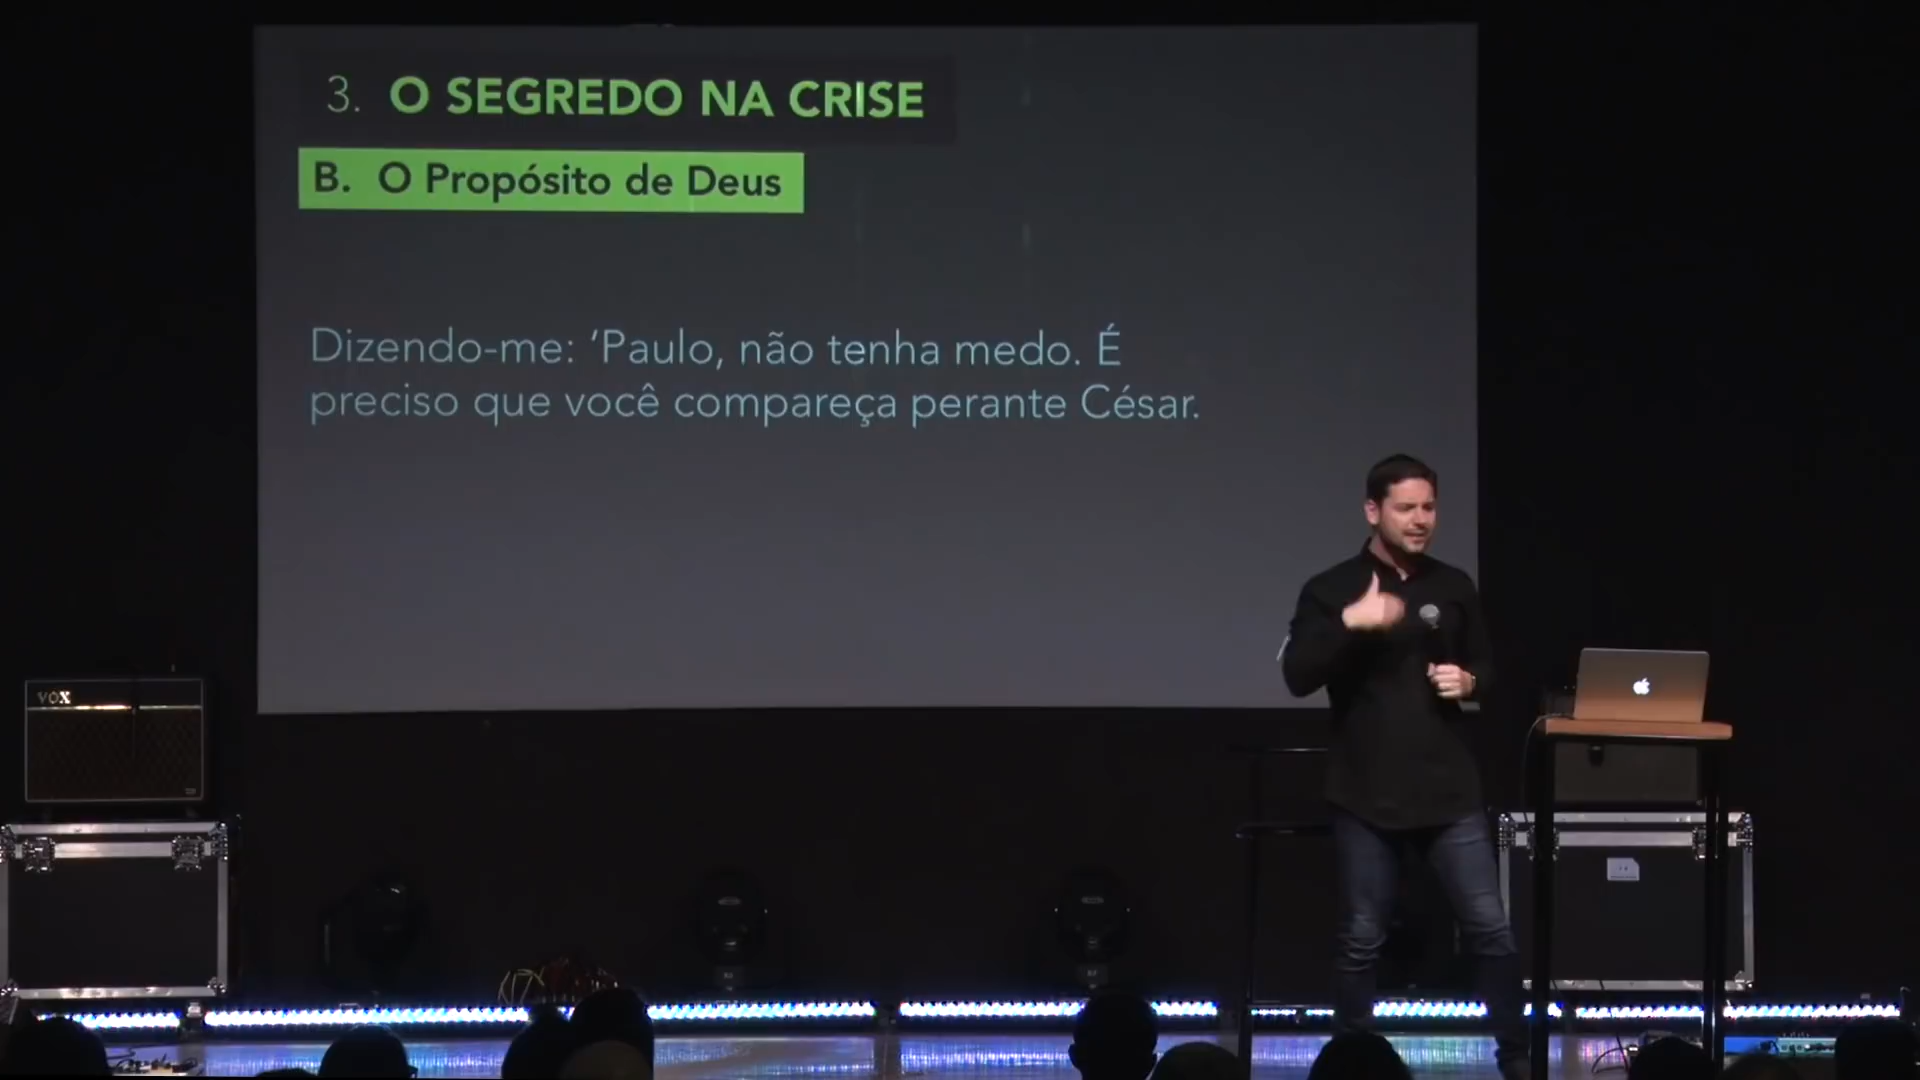 3. O SEGREDO NA CRISE
B. O Propósito de Deus
Dizendo-me: ‘Paulo, não tenha medo. É
preciso que você compareça perante César.
VOX